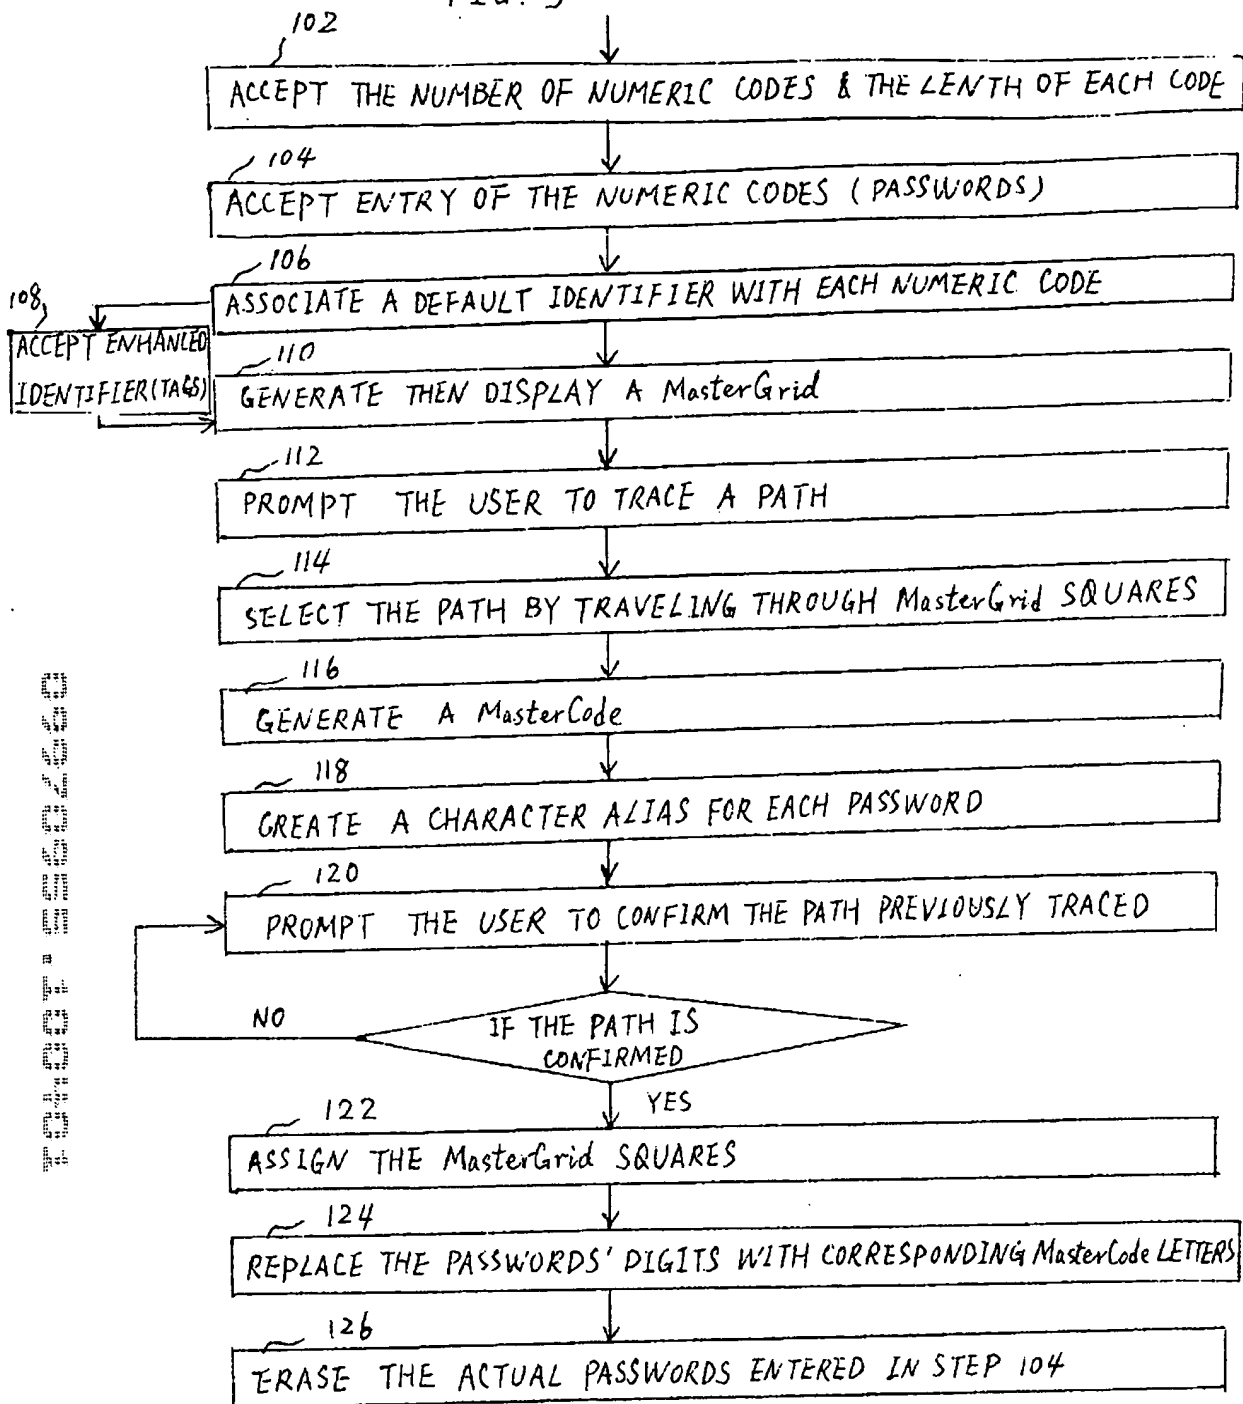 102
ACCEPT THE NUMBER OF NUMERIC CODES & THE LENTH OF EACH CODE
104
ACCEPT ENTRY OF THE NUMERIC CODES (PASSWORDS)
106
ASSOCIATE A DEFAULT IDENTIFIER WITH EACH NUMERIC CODE
108
ACCEPT ENHANCED
IDENTIFIER(TAGS)
110
GENERATE THEN DISPLAY A MasterGrid
112
PROMPT THE USER TO TRACE A PATH
114
SELECT THE PATH BY TRAVELING THROUGH MasterGrid SQUARES
116
GENERATE A MasterCode
118
CREATE A CHARACTER ALIAS FOR EACH PASSWORD
120
PROMPT THE USER TO CONFIRM THE PATH PREVIOUSLY TRACED
IF THE PATH IS
CONFIRMED
NO
YES
122
ASSIGN THE MasterGrid SQUARES
124
REPLACE THE PASSWORDS' DIGITS WITH CORRESPONDING MasterCode LETTERS
126
ERASE THE ACTUAL PASSWORDS ENTERED IN STEP 104